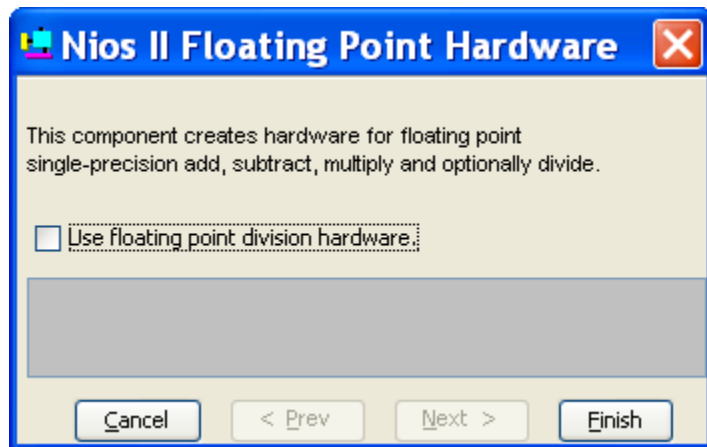 Nios II Floating Point Hardware
This component creates hardware for floating point
single-precision add, subtract, multiply and optionally divide.
Use floating point division hardware.
Cancel < Prev Next > Finish